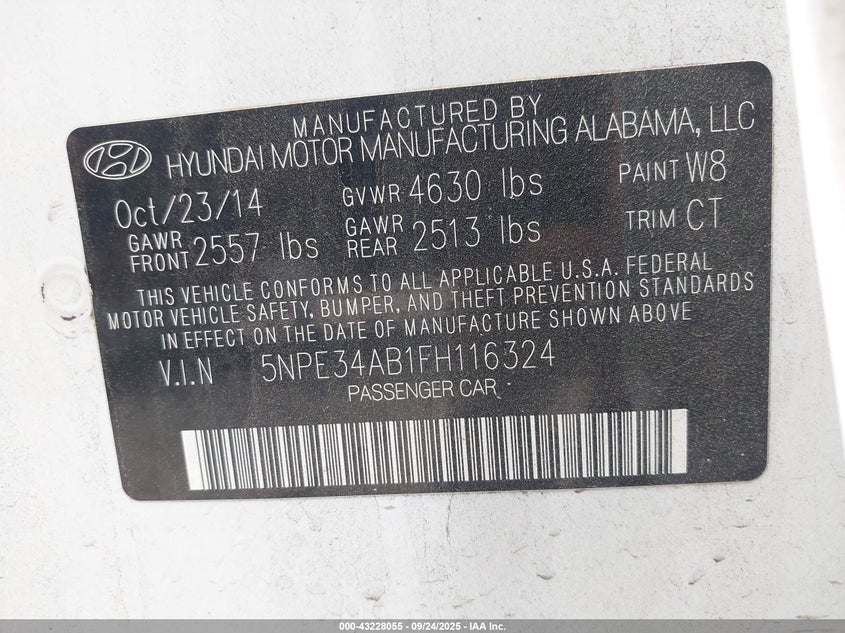 MANUFACTURED BY
HYUNDAI MOTOR MANUFACTURING ALABAMA, LLC
Oct/23/14 GVWR 4630 lbs PAINT W8
GAWR FRONT 2557 lbs GAWR REAR 2513 lbs TRIM CT
THIS VEHICLE CONFORMS TO ALL APPLICABLE U.S.A. FEDERAL
MOTOR VEHICLE SAFETY, BUMPER, AND THEFT PREVENTION STANDARDS
IN EFFECT ON THE DATE OF MANUFACTURE SHOWN ABOVE
V.I.N 5NPE34AB1FH116324
PASSENGER CAR
000-43228055 - 09/24/2025 - IAA Inc.